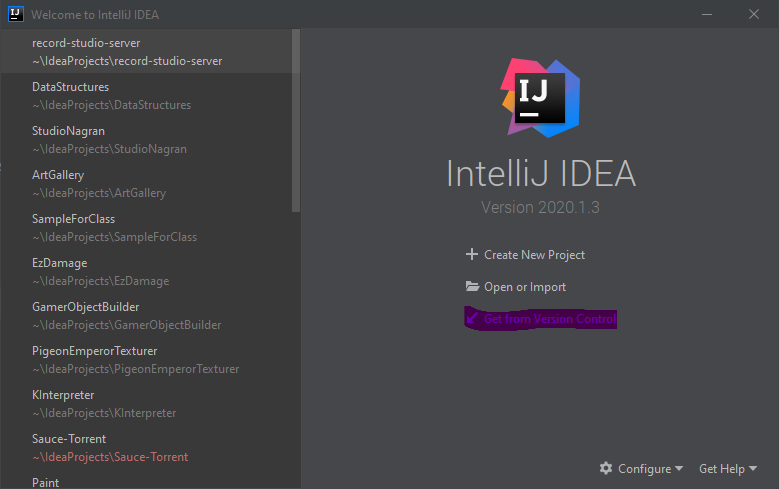 Welcome to IntelliJ IDEA
record-studio-server
~\IdeaProjects\record-studio-server
DataStructures
~\IdeaProjects\DataStructures
StudioNagran
~\IdeaProjects\StudioNagran
ArtGallery
~\IdeaProjects\ArtGallery
SampleForClass
~\IdeaProjects\SampleForClass
EzDamage
~\IdeaProjects\EzDamage
GamerObjectBuilder
~\IdeaProjects\GamerObjectBuilder
PigeonEmperorTexturer
~\IdeaProjects\PigeonEmperorTexturer
KInterpreter
~\IdeaProjects\KInterpreter
Sauce-Torrent
~\IdeaProjects\Sauce-Torrent
Paint
IJ
IntelliJ IDEA
Version 2020.1.3
Create New Project
Open or Import
Get from Version Control
Configure
Get Help